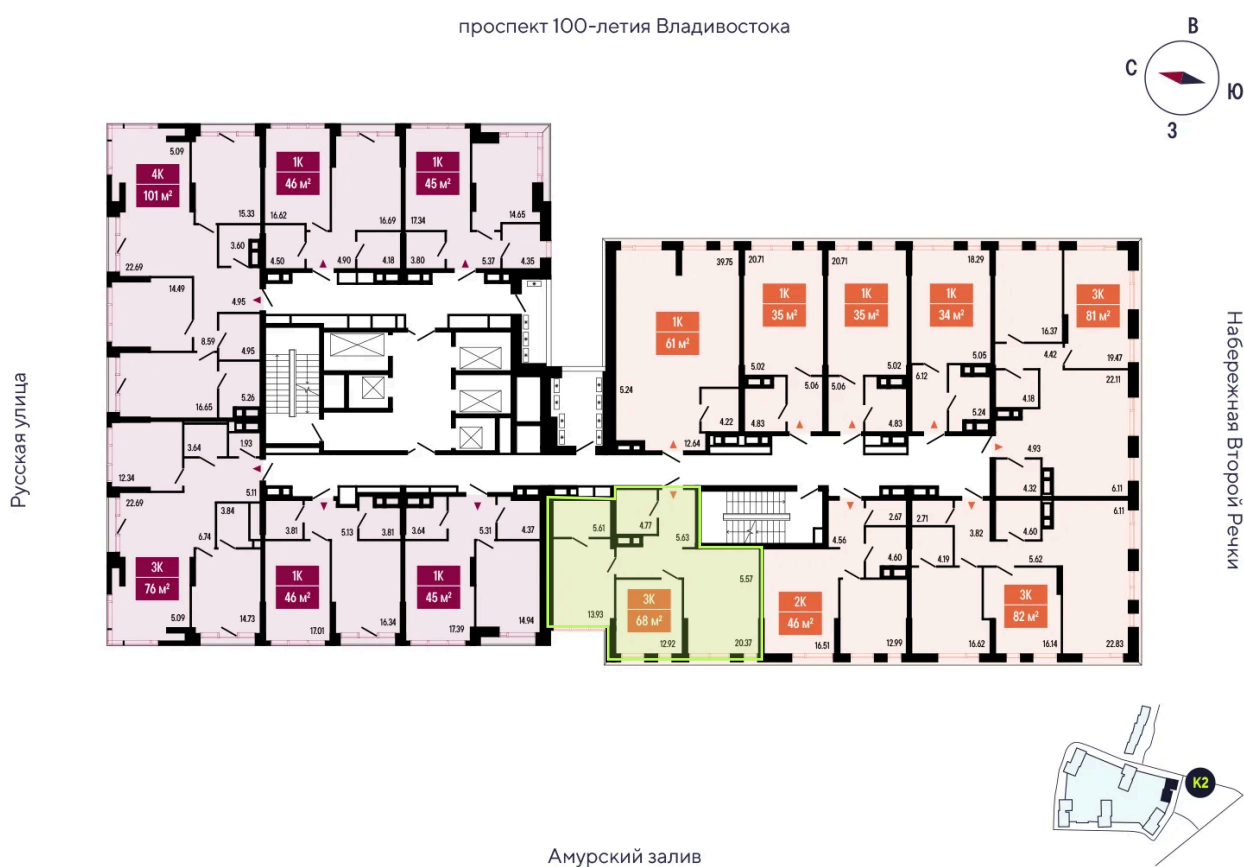 проспект 100-летия Владивостока
В
С
Ю
З
Русская улица
Набережная Второй Речки
4К
101 м²
5.09
15.33
3.60
22.69
14.49
4.95
8.59
4.95
16.65
5.26
1К
46 м²
16.62
16.69
4.50
4.90
4.18
1К
45 м²
17.34
14.65
3.80
5.37
4.35
1К
61 м²
39.75
5.24
4.22
12.64
1К
35 м²
20.71
5.02
5.06
4.83
1К
35 м²
20.71
5.02
5.06
4.83
1К
34 м²
18.29
5.05
6.12
5.24
3К
81 м²
16.37
4.42
19.47
22.11
4.18
4.93
4.32
6.11
3К
76 м²
1.93
3.64
12.34
5.11
22.69
3.84
6.74
5.09
14.73
1К
46 м²
3.81
5.13
3.81
17.01
16.34
1К
45 м²
3.64
5.31
4.37
17.39
14.94
3К
68 м²
5.61
4.77
5.63
5.57
13.93
12.92
20.37
2К
46 м²
2.67
4.56
4.60
16.51
12.99
3К
82 м²
2.71
3.82
4.60
6.11
4.19
5.62
16.62
16.14
22.83
К2
Амурский залив